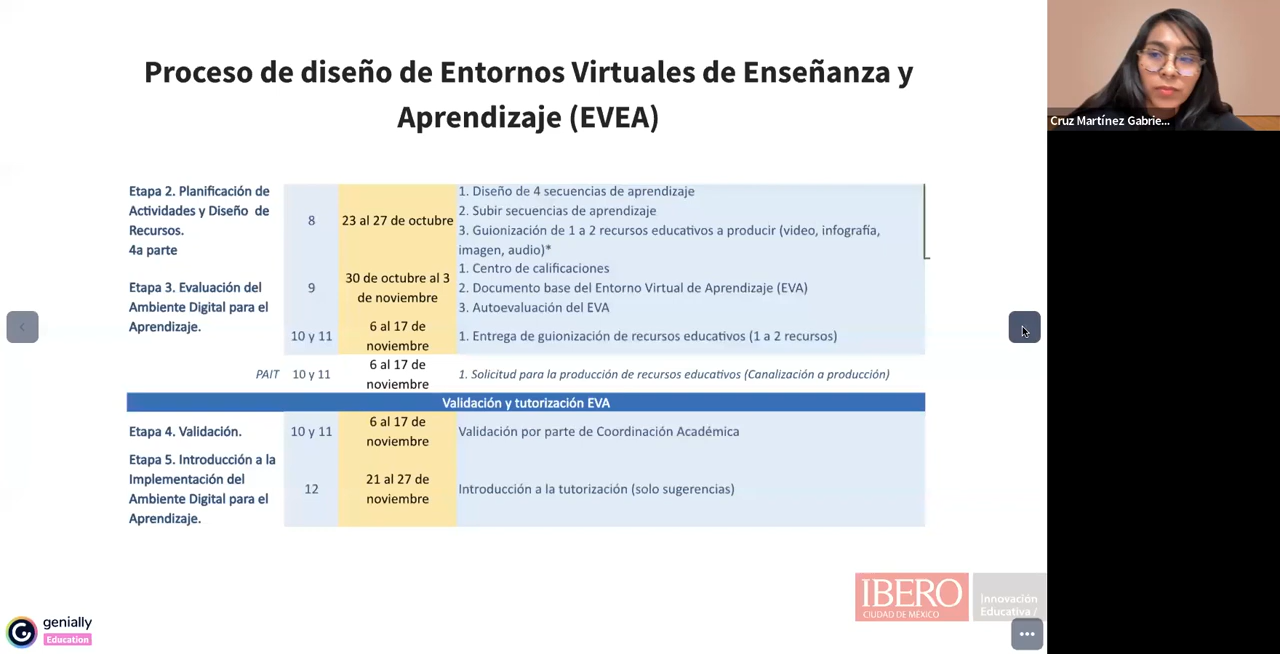 Proceso de diseño de Entornos Virtuales de Enseñanza y
Aprendizaje (EVEA)
Cruz Martínez Gabrie...
Etapa 2. Planificación de
Actividades y Diseño de
Recursos.
4a parte
8
23 al 27 de octubre
1. Diseño de 4 secuencias de aprendizaje
2. Subir secuencias de aprendizaje
3. Guionización de 1 a 2 recursos educativos a producir (video, infografía,
imagen, audio)*
Etapa 3. Evaluación del
Ambiente Digital para el
Aprendizaje.
9
30 de octubre al 3
de noviembre
1. Centro de calificaciones
2. Documento base del Entorno Virtual de Aprendizaje (EVA)
3. Autoevaluación del EVA
10 y 11
6 al 17 de
noviembre
1. Entrega de guionización de recursos educativos (1 a 2 recursos)
PAIT
10 y 11
6 al 17 de
noviembre
1. Solicitud para la producción de recursos educativos (Canalización a producción)
Validación y tutorización EVA
Etapa 4. Validación.
10 y 11
6 al 17 de
noviembre
Validación por parte de Coordinación Académica
Etapa 5. Introducción a la
Implementación del
Ambiente Digital para el
Aprendizaje.
12
21 al 27 de
noviembre
Introducción a la tutorización (solo sugerencias)
IBERO
CIUDAD DE MÉXICO
Innovación
Educativa /
genially
Education